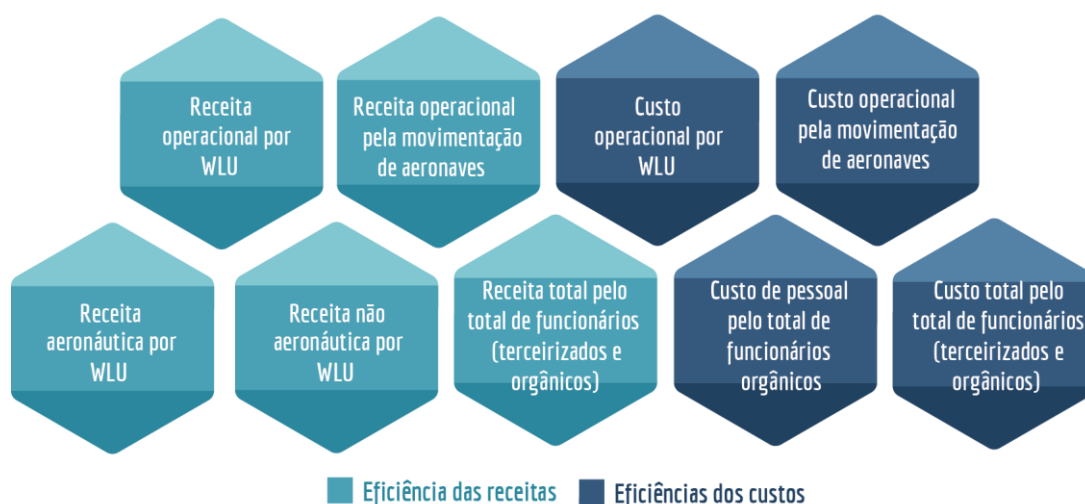 Receita
operacional por
WLU
Receita operacional
pela movimentação
de aeronaves
Custo
operacional por
WLU
Custo operacional
pela movimentação
de aeronaves
Receita
aeronáutica por
WLU
Receita não
aeronáutica por
WLU
Receita total pelo
total de funcionários
(terceirizados e
orgânicos)
Custo de pessoal
pelo total de
funcionários
orgânicos
Custo total pelo
total de funcionários
(terceirizados e
orgânicos)
Eficiência das receitas
Eficiências dos custos